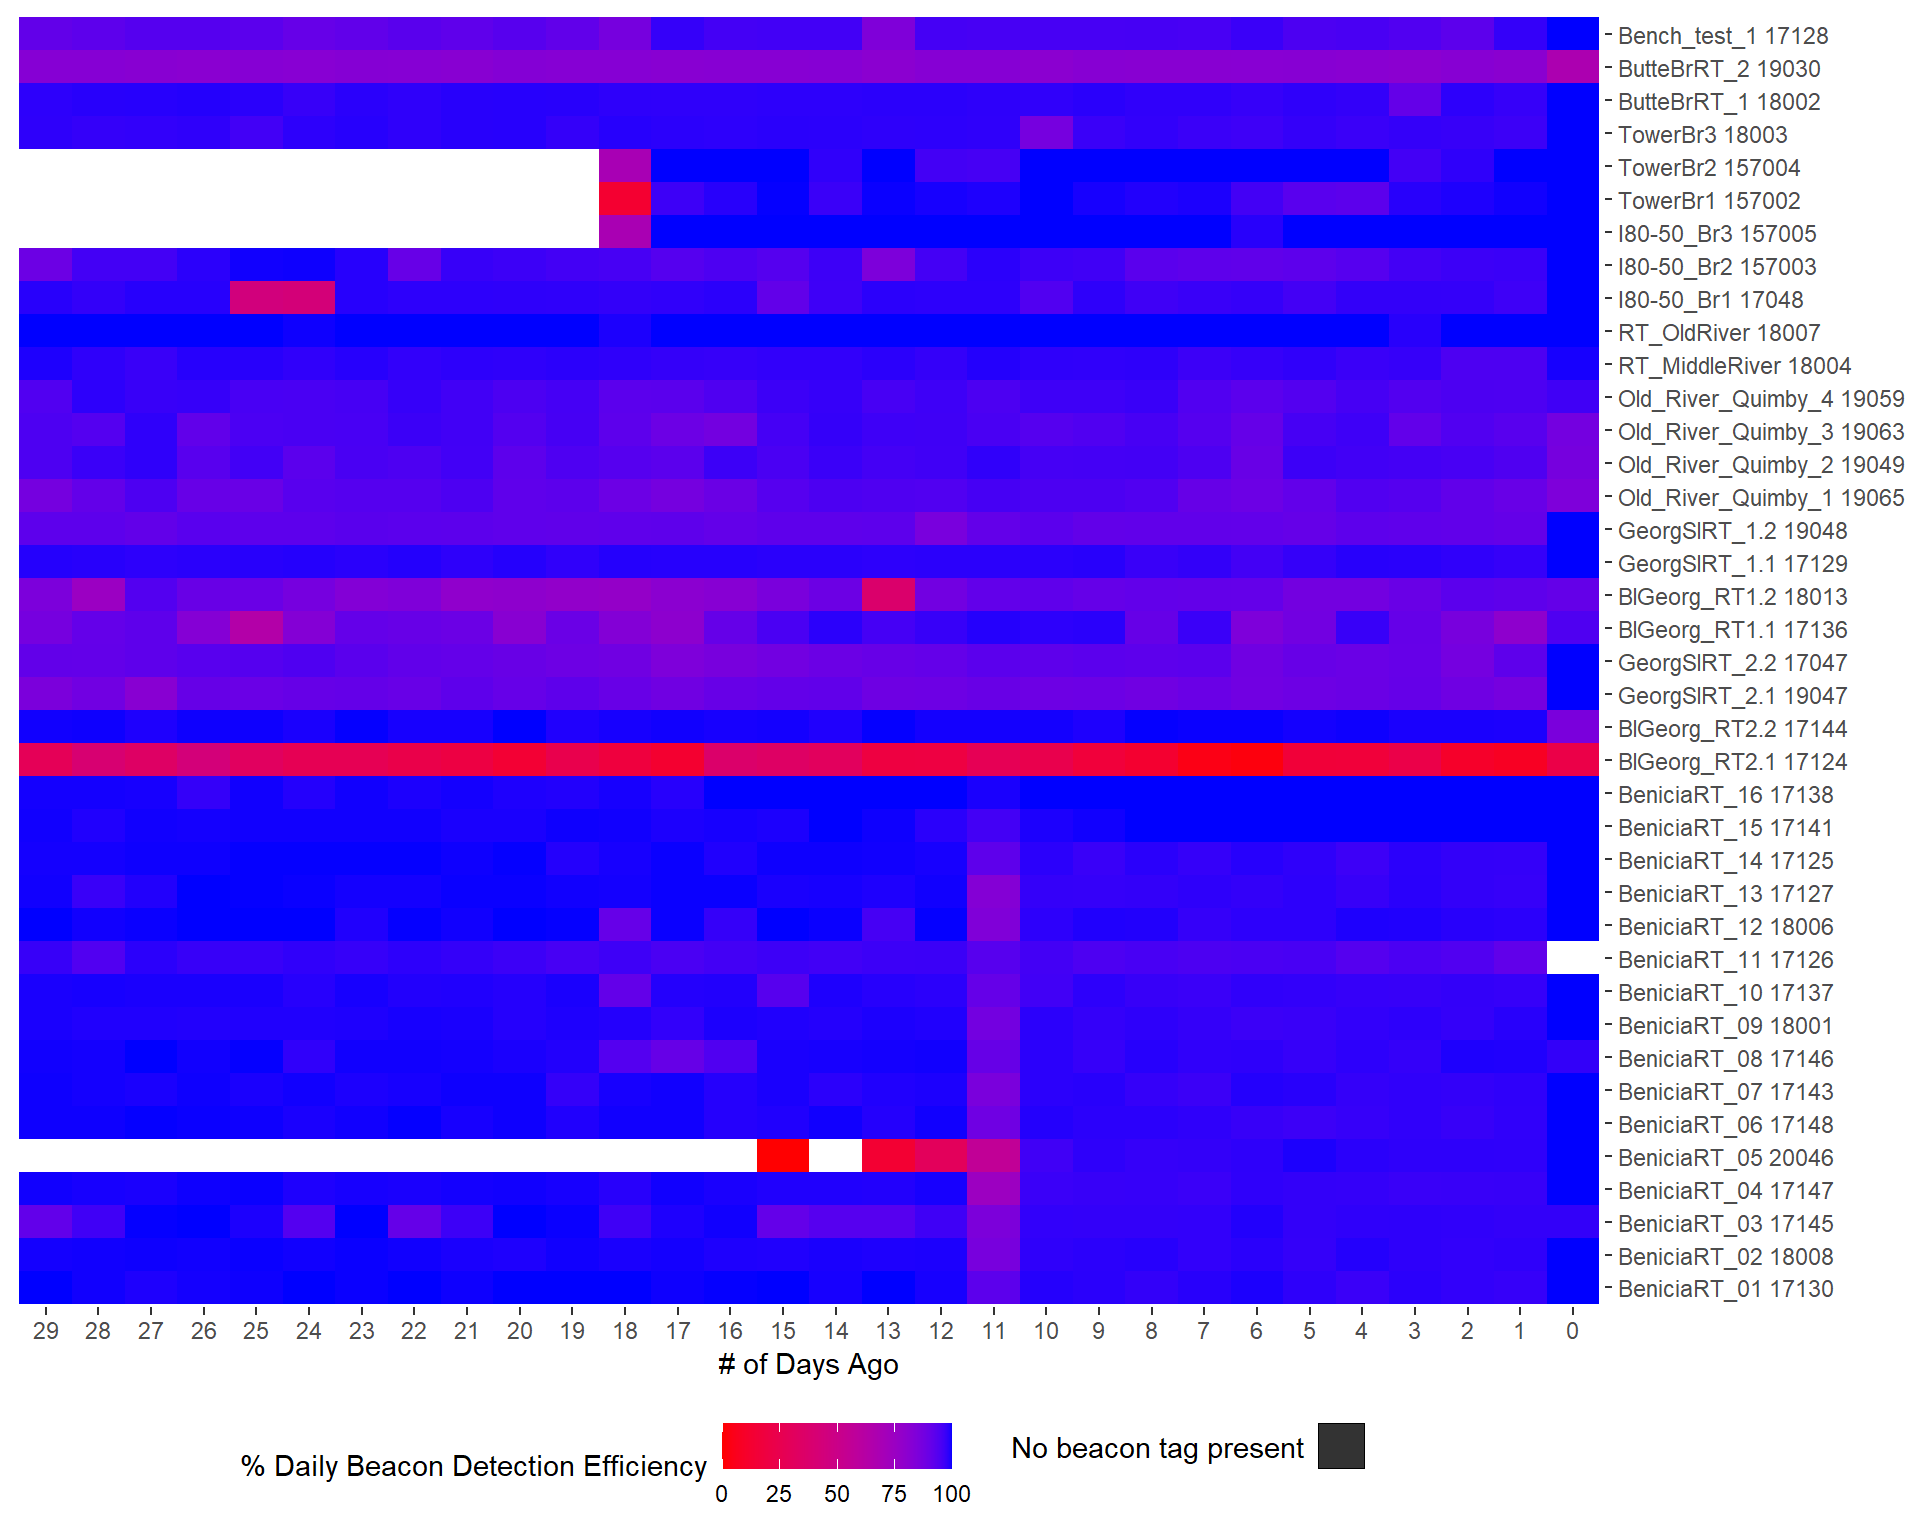 Bench_test_1 17128
ButteBrRT_2 19030
ButteBrRT_1 18002
TowerBr3 18003
TowerBr2 157004
TowerBr1 157002
I80-50_Br3 157005
I80-50_Br2 157003
I80-50_Br1 17048
RT_OldRiver 18007
RT_MiddleRiver 18004
Old_River_Quimby_4 19059
Old_River_Quimby_3 19063
Old_River_Quimby_2 19049
Old_River_Quimby_1 19065
GeorgSlRT_1.2 19048
GeorgSlRT_1.1 17129
BlGeorg_RT1.2 18013
BlGeorg_RT1.1 17136
GeorgSlRT_2.2 17047
GeorgSlRT_2.1 19047
BlGeorg_RT2.2 17144
BlGeorg_RT2.1 17124
BeniciaRT_16 17138
BeniciaRT_15 17141
BeniciaRT_14 17125
BeniciaRT_13 17127
BeniciaRT_12 18006
BeniciaRT_11 17126
BeniciaRT_10 17137
BeniciaRT_09 18001
BeniciaRT_08 17146
BeniciaRT_07 17143
BeniciaRT_06 17148
BeniciaRT_05 20046
BeniciaRT_04 17147
BeniciaRT_03 17145
BeniciaRT_02 18008
BeniciaRT_01 17130
29 28 27 26 25 24 23 22 21 20 19 18 17 16 15 14 13 12 11 10 9 8 7 6 5 4 3 2 1 0
# of Days Ago
% Daily Beacon Detection Efficiency
0 25 50 75 100
No beacon tag present